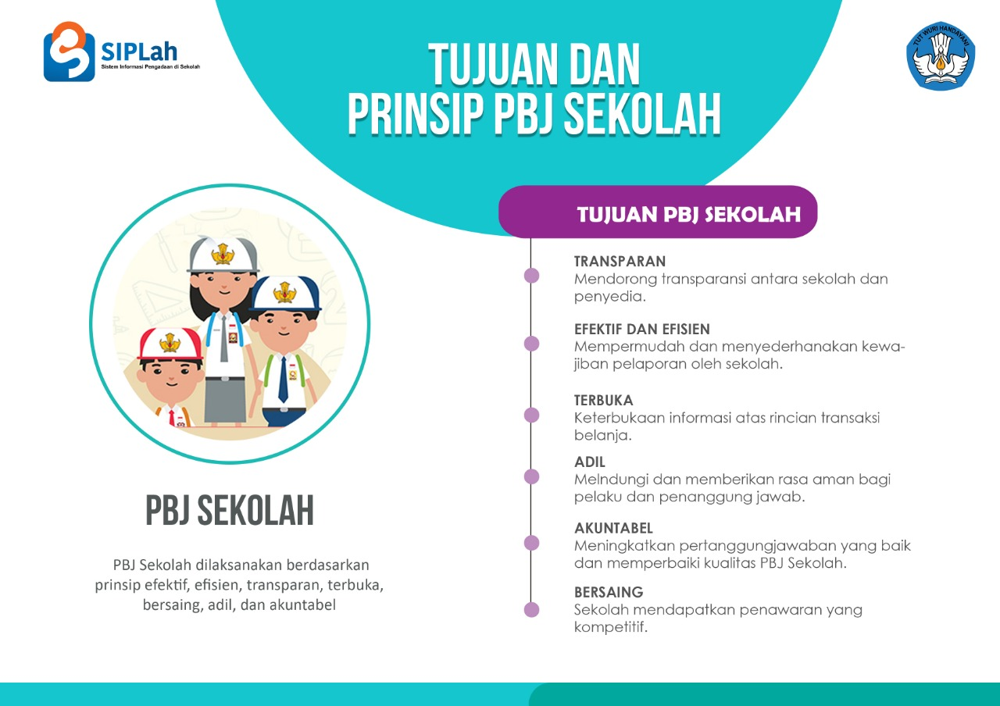 SIPLah
Sistem Informasi Pengadaan di Sekolah
TUT WURI HANDAYANI
TUJUAN DAN
PRINSIP PBJ SEKOLAH
PBJ SEKOLAH
PBJ Sekolah dilaksanakan berdasarkan
prinsip efektif, efisien, transparan, terbuka,
bersaing, adil, dan akuntabel
TUJUAN PBJ SEKOLAH
TRANSPARAN
Mendorong transparansi antara sekolah dan
penyedia.
EFEKTIF DAN EFISIEN
Mempermudah dan menyederhanakan kewa-
jiban pelaporan oleh sekolah.
TERBUKA
Keterbukaan informasi atas rincian transaksi
belanja.
ADIL
Melndungi dan memberikan rasa aman bagi
pelaku dan penanggung jawab.
AKUNTABEL
Meningkatkan pertanggungjawaban yang baik
dan memperbaiki kualitas PBJ Sekolah.
BERSAING
Sekolah mendapatkan penawaran yang
kompetitif.